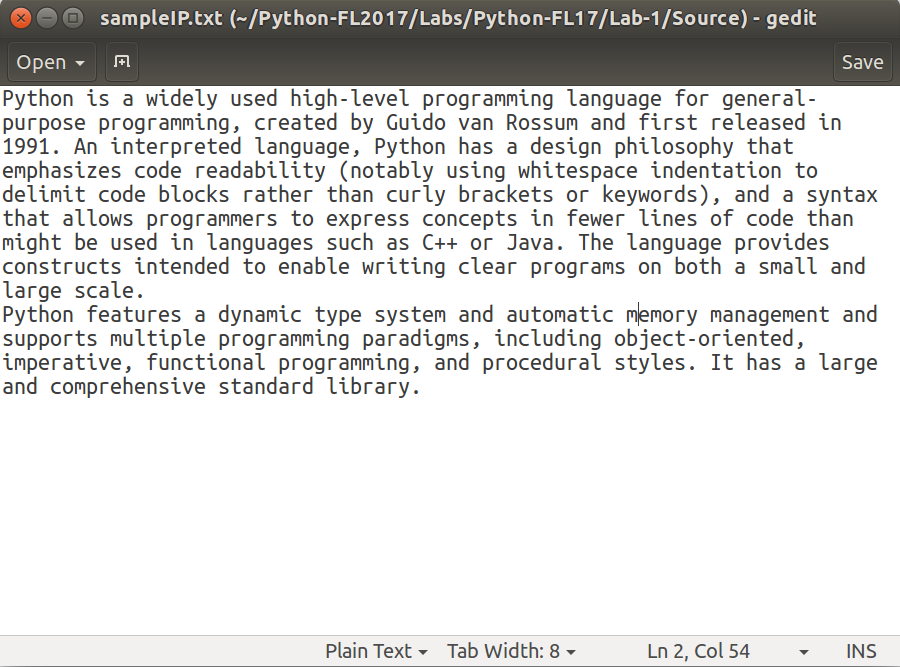 sampleIP.txt (~/Python-FL2017/Labs/Python-FL17/Lab-1/Source) - gedit
Open
Save
Python is a widely used high-level programming language for general-
purpose programming, created by Guido van Rossum and first released in
1991. An interpreted language, Python has a design philosophy that
emphasizes code readability (notably using whitespace indentation to
delimit code blocks rather than curly brackets or keywords), and a syntax
that allows programmers to express concepts in fewer lines of code than
might be used in languages such as C++ or Java. The language provides
constructs intended to enable writing clear programs on both a small and
large scale.
Python features a dynamic type system and automatic memory management and
supports multiple programming paradigms, including object-oriented,
imperative, functional programming, and procedural styles. It has a large
and comprehensive standard library.
Plain Text
Tab Width: 8
Ln 2, Col 54
INS